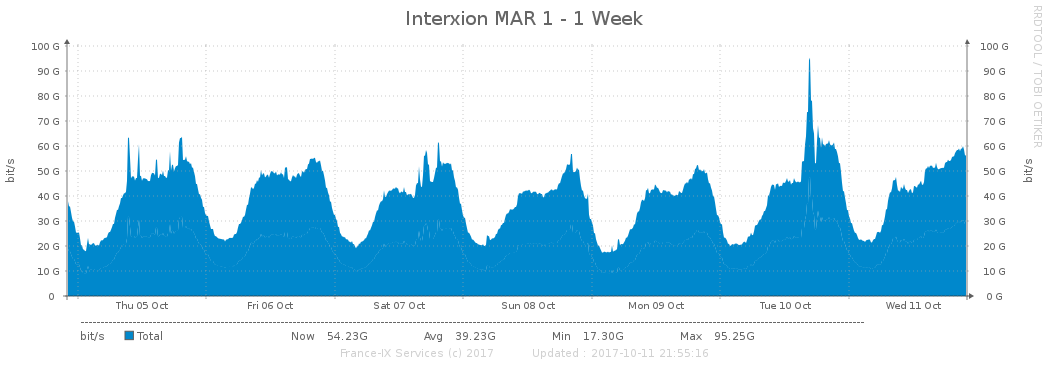 Interxion MAR 1 - 1 Week
RRDTOOL / TOBI OETIKER
100 G 100 G
90 G 90 G
80 G 80 G
70 G 70 G
60 G 60 G
50 G 50 G
40 G 40 G
30 G 30 G
20 G 20 G
10 G 10 G
0 0 G
bit/s
bit/s
Thu 05 Oct Fri 06 Oct Sat 07 Oct Sun 08 Oct Mon 09 Oct Tue 10 Oct Wed 11 Oct
bit/s Total Now 54.23G Avg 39.23G Min 17.30G Max 95.25G
France-IX Services (c) 2017 Updated : 2017-10-11 21:55:16